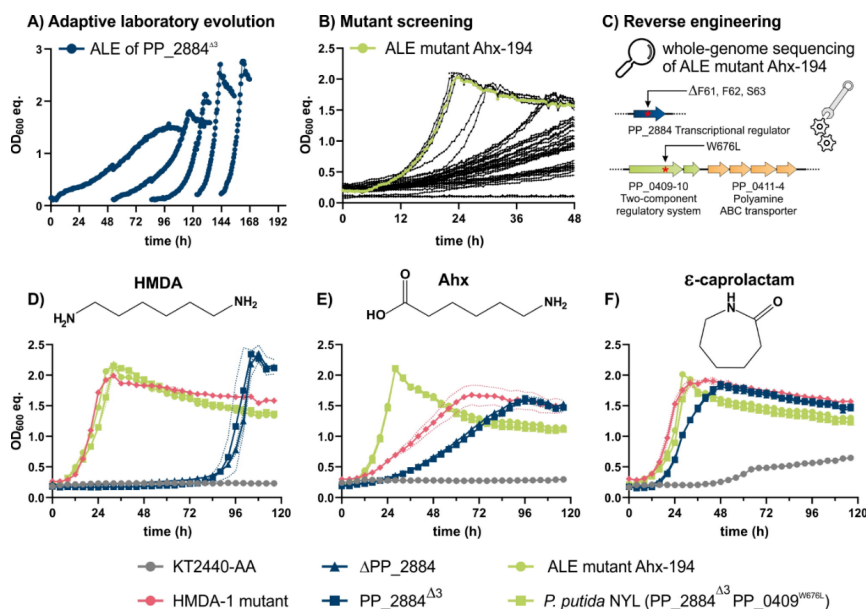 A) Adaptive laboratory evolution
ALE of PP_2884Δ3
OD600 eq.
3
2
1
0
0 24 48 72 96 120 144 168 192
time (h)
B) Mutant screening
ALE mutant Ahx-194
OD600 eq.
2.5
2.0
1.5
1.0
0.5
0.0
0 12 24 36 48
time (h)
C) Reverse engineering
whole-genome sequencing
of ALE mutant Ahx-194
ΔF61, F62, S63
PP_2884 Transcriptional regulator
W676L
PP_0409-10
Two-component
regulatory system
PP_0411-4
Polyamine
ABC transporter
D)
HMDA
H2N
NH2
OD600 eq.
2.5
2.0
1.5
1.0
0.5
0.0
0 24 48 72 96 120
time (h)
E)
Ahx
O
HO
NH2
OD600 eq.
2.5
2.0
1.5
1.0
0.5
0.0
0 24 48 72 96 120
time (h)
F)
ε-caprolactam
H
N
O
OD600 eq.
2.5
2.0
1.5
1.0
0.5
0.0
0 24 48 72 96 120
time (h)
KT2440-AA
ΔPP_2884
ALE mutant Ahx-194
HMDA-1 mutant
PP_2884Δ3
P. putida NYL (PP_2884Δ3 PP_0409W676L)